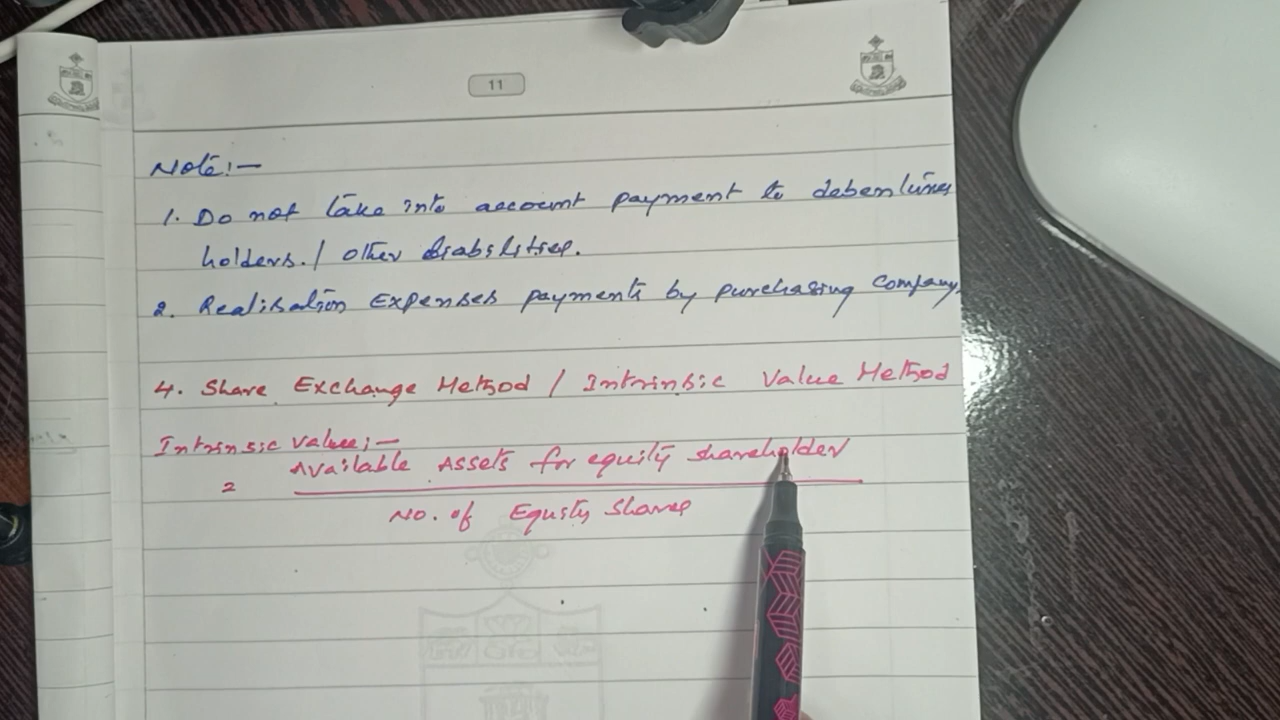 11
Note:-
1. Do not take into account payment to debentures
holders. / other liabilities.
2. Realisation Expenses payments by purchasing Company.
4. Share Exchange Method / Intrinsic Value Method
Intrinsic value:-
Available Assets for equity shareholder
=
No. of Equity Shares